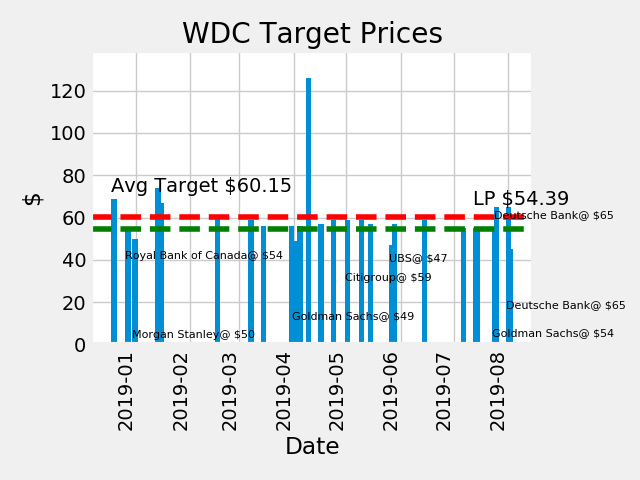 WDC Target Prices
$
120
100
80
60
40
20
0
Avg Target $60.15
LP $54.39
Deutsche Bank@ $65
Royal Bank of Canada@ $54
UBS@ $47
Citigroup@ $59
Deutsche Bank@ $65
Goldman Sachs@ $49
Morgan Stanley@ $50
Goldman Sachs@ $54
2019-01
2019-02
2019-03
2019-04
2019-05
2019-06
2019-07
2019-08
Date